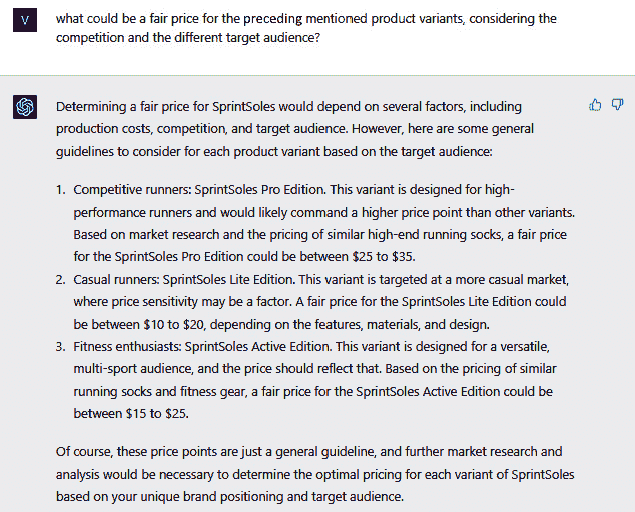 V
what could be a fair price for the preceding mentioned product variants, considering the
competition and the different target audience?
Determining a fair price for SprintSoles would depend on several factors, including
production costs, competition, and target audience. However, here are some general
guidelines to consider for each product variant based on the target audience:
1. Competitive runners: SprintSoles Pro Edition. This variant is designed for high-
performance runners and would likely command a higher price point than other variants.
Based on market research and the pricing of similar high-end running socks, a fair price
for the SprintSoles Pro Edition could be between $25 to $35.
2. Casual runners: SprintSoles Lite Edition. This variant is targeted at a more casual market,
where price sensitivity may be a factor. A fair price for the SprintSoles Lite Edition could
be between $10 to $20, depending on the features, materials, and design.
3. Fitness enthusiasts: SprintSoles Active Edition. This variant is designed for a versatile,
multi-sport audience, and the price should reflect that. Based on the pricing of similar
running socks and fitness gear, a fair price for the SprintSoles Active Edition could be
between $15 to $25.
Of course, these price points are just a general guideline, and further market research and
analysis would be necessary to determine the optimal pricing for each variant of SprintSoles
based on your unique brand positioning and target audience.